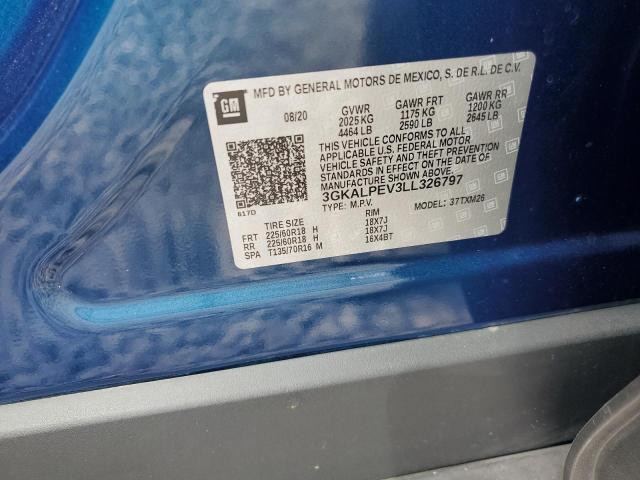 GM
MFD BY GENERAL MOTORS DE MEXICO, S. DE R.L. DE C.V.
08/20 GVWR GAWR FRT GAWR RR
2025 KG 1175 KG 1200 KG
4464 LB 2590 LB 2645 LB
THIS VEHICLE CONFORMS TO ALL
APPLICABLE U.S. FEDERAL MOTOR
VEHICLE SAFETY AND THEFT PREVENTION
STANDARDS IN EFFECT ON THE DATE OF
MANUFACTURE SHOWN ABOVE.
3GKALPEV3LL326797
617D TYPE: M.P.V. MODEL: 37TXM26
TIRE SIZE RIM
FRT 225/60R18 H 18X7J
RR 225/60R18 H 18X7J
SPA T135/70R16 M 16X4BT